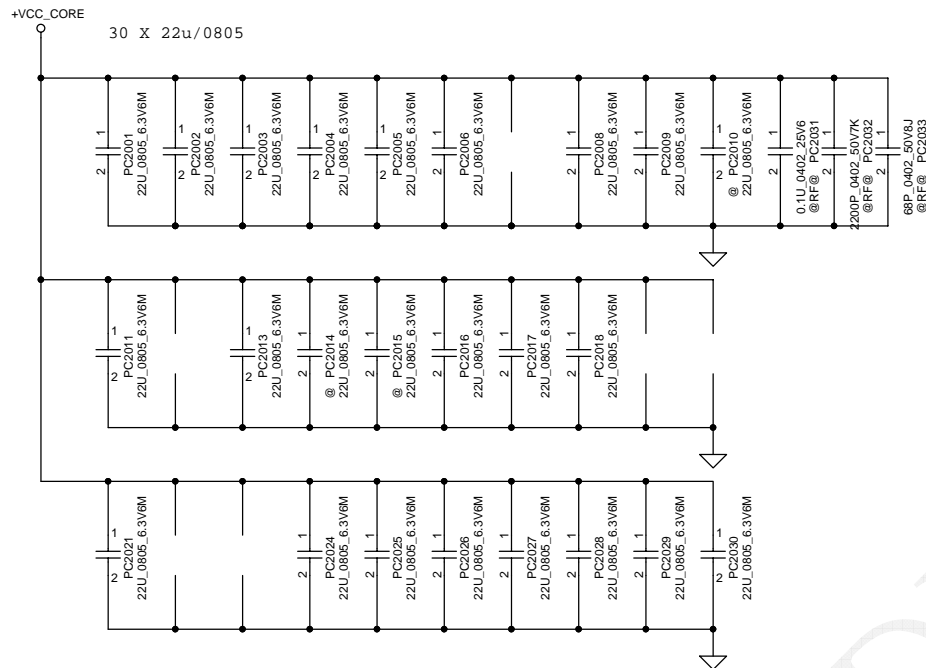 +VCC_CORE
30 X 22u/0805
1
2
PC2001
22U_0805_6.3V6M
1
2
PC2002
22U_0805_6.3V6M
1
2
PC2003
22U_0805_6.3V6M
1
2
PC2004
22U_0805_6.3V6M
1
2
PC2005
22U_0805_6.3V6M
1
2
PC2006
22U_0805_6.3V6M
1
2
PC2008
22U_0805_6.3V6M
1
2
PC2009
22U_0805_6.3V6M
1
2
@ PC2010
22U_0805_6.3V6M
1
2
0.1U_0402_25V6
@RF@ PC2031
1
2
2200P_0402_50V7K
@RF@ PC2032
1
2
68P_0402_50V8J
@RF@ PC2033
1
2
PC2011
22U_0805_6.3V6M
1
2
PC2013
22U_0805_6.3V6M
1
2
@ PC2014
22U_0805_6.3V6M
1
2
@ PC2015
22U_0805_6.3V6M
1
2
PC2016
22U_0805_6.3V6M
1
2
PC2017
22U_0805_6.3V6M
1
2
PC2018
22U_0805_6.3V6M
1
2
PC2021
22U_0805_6.3V6M
1
2
PC2024
22U_0805_6.3V6M
1
2
PC2025
22U_0805_6.3V6M
1
2
PC2026
22U_0805_6.3V6M
1
2
PC2027
22U_0805_6.3V6M
1
2
PC2028
22U_0805_6.3V6M
1
2
PC2029
22U_0805_6.3V6M
1
2
PC2030
22U_0805_6.3V6M